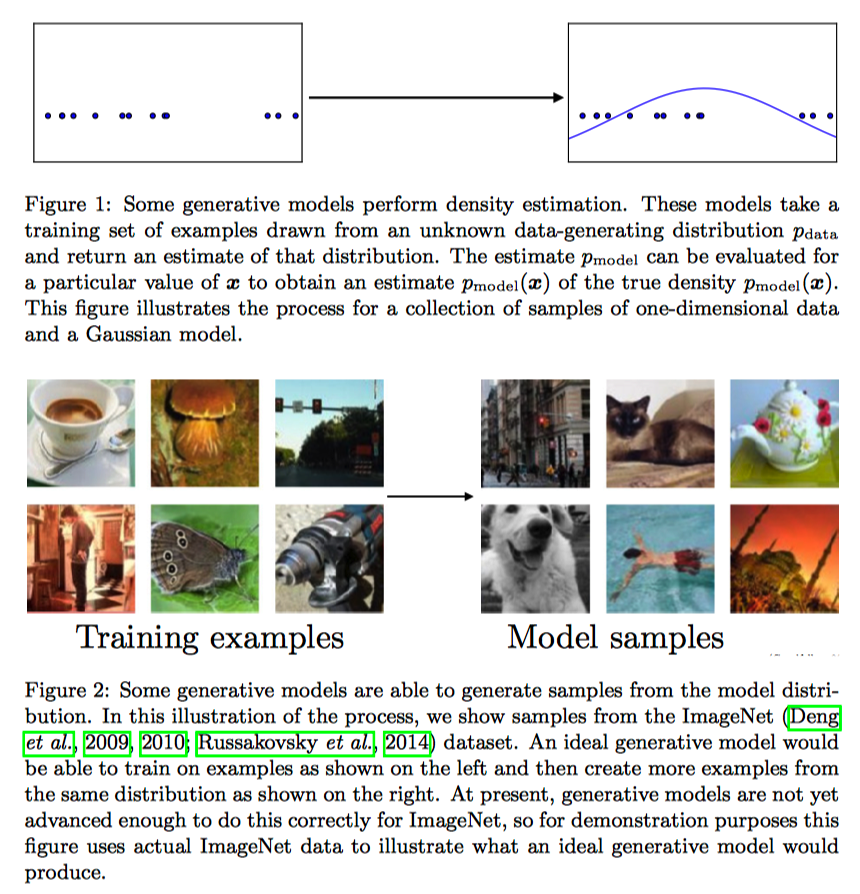 Figure 1: Some generative models perform density estimation. These models take a
training set of examples drawn from an unknown data-generating distribution pdata
and return an estimate of that distribution. The estimate pmodel can be evaluated for
a particular value of x to obtain an estimate pmodel(x) of the true density pmodel(x).
This figure illustrates the process for a collection of samples of one-dimensional data
and a Gaussian model.
Training examples
Model samples
Figure 2: Some generative models are able to generate samples from the model distri-
bution. In this illustration of the process, we show samples from the ImageNet (Deng
et al., 2009, 2010; Russakovsky et al., 2014) dataset. An ideal generative model would
be able to train on examples as shown on the left and then create more examples from
the same distribution as shown on the right. At present, generative models are not yet
advanced enough to do this correctly for ImageNet, so for demonstration purposes this
figure uses actual ImageNet data to illustrate what an ideal generative model would
produce.